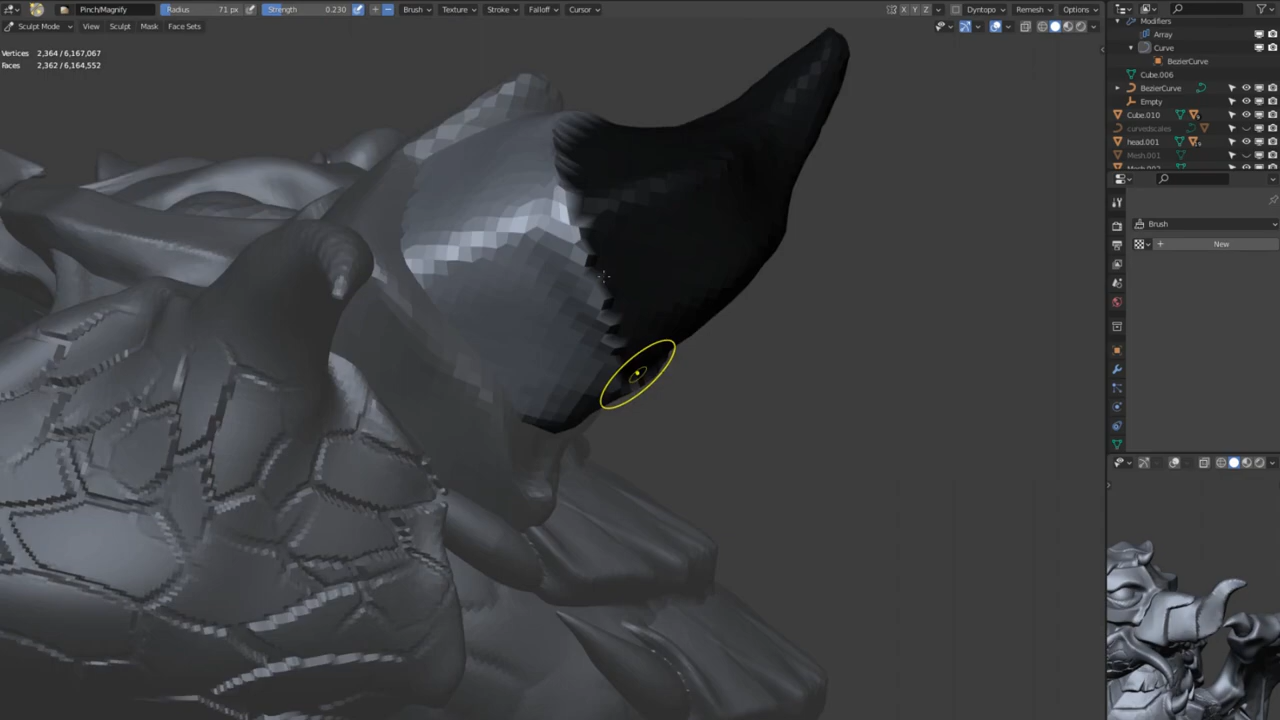 Pinch/Magnify Radius 71 px Strength 0.230 + − Brush Texture Stroke Falloff Cursor X Y Z Dyntopo Remesh Options
Sculpt Mode View Sculpt Mask Face Sets
Vertices 2,364 / 6,167,067
Faces 2,362 / 6,164,552
Modifiers
Array
Curve
BezierCurve
Cube.006
BezierCurve
Empty
Cube.010
curvedscales
head.001
Mesh.001
Brush
+ New